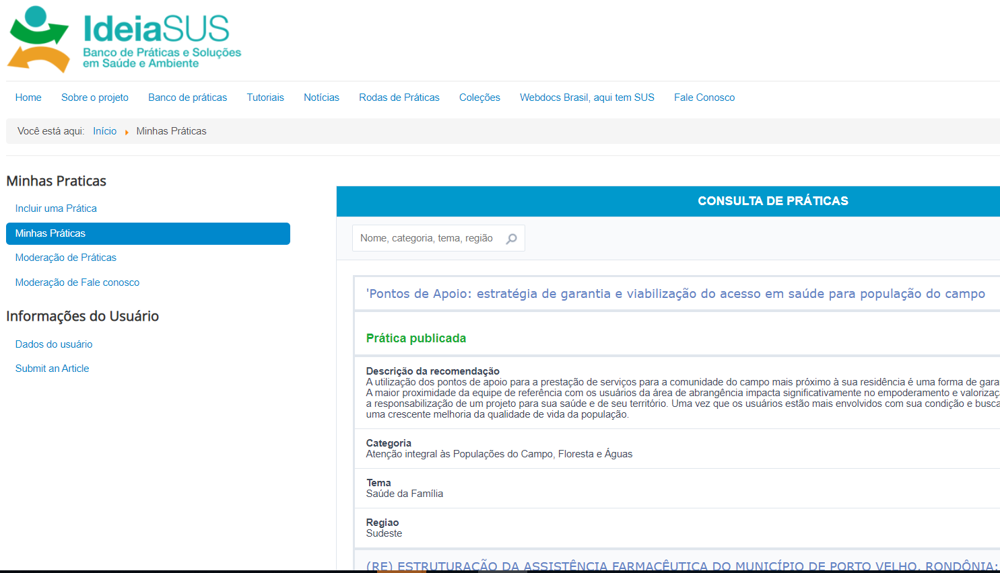 IdeiaSUS
Banco de Práticas e Soluções
em Saúde e Ambiente
Home Sobre o projeto Banco de práticas Tutoriais Notícias Rodas de Práticas Coleções Webdocs Brasil, aqui tem SUS Fale Conosco
Você está aqui: Início Minhas Práticas
Minhas Praticas
Incluir uma Prática
Minhas Práticas
Moderação de Práticas
Moderação de Fale conosco
Informações do Usuário
Dados do usuário
Submit an Article
CONSULTA DE PRÁTICAS
Nome, categoria, tema, região
'Pontos de Apoio: estratégia de garantia e viabilização do acesso em saúde para população do campo
Prática publicada
Descrição da recomendação
A utilização dos pontos de apoio para a prestação de serviços para a comunidade do campo mais próximo à sua residência é uma forma de
A maior proximidade da equipe de referência com os usuários da área de abrangência impacta significativamente no empoderamento e
a responsabilização de um projeto para sua saúde e de seu território. Uma vez que os usuários estão mais envolvidos com sua condição e
uma crescente melhoria da qualidade de vida da população.
Categoria
Atenção integral às Populações do Campo, Floresta e Águas
Tema
Saúde da Família
Regiao
Sudeste
(RE) ESTRUTURAÇÃO DA ASSISTÊNCIA FARMACÊUTICA DO MUNICÍPIO DE PORTO VELHO, RONDÔNIA: